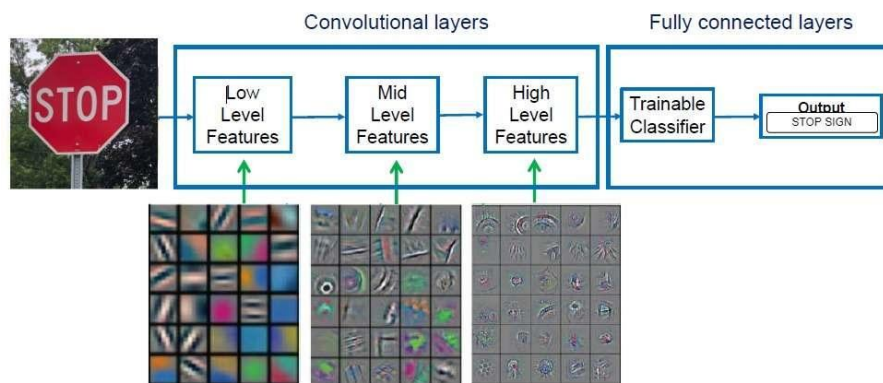 Convolutional layers
Fully connected layers
STOP
Low
Level
Features
Mid
Level
Features
High
Level
Features
Trainable
Classifier
Output
STOP SIGN